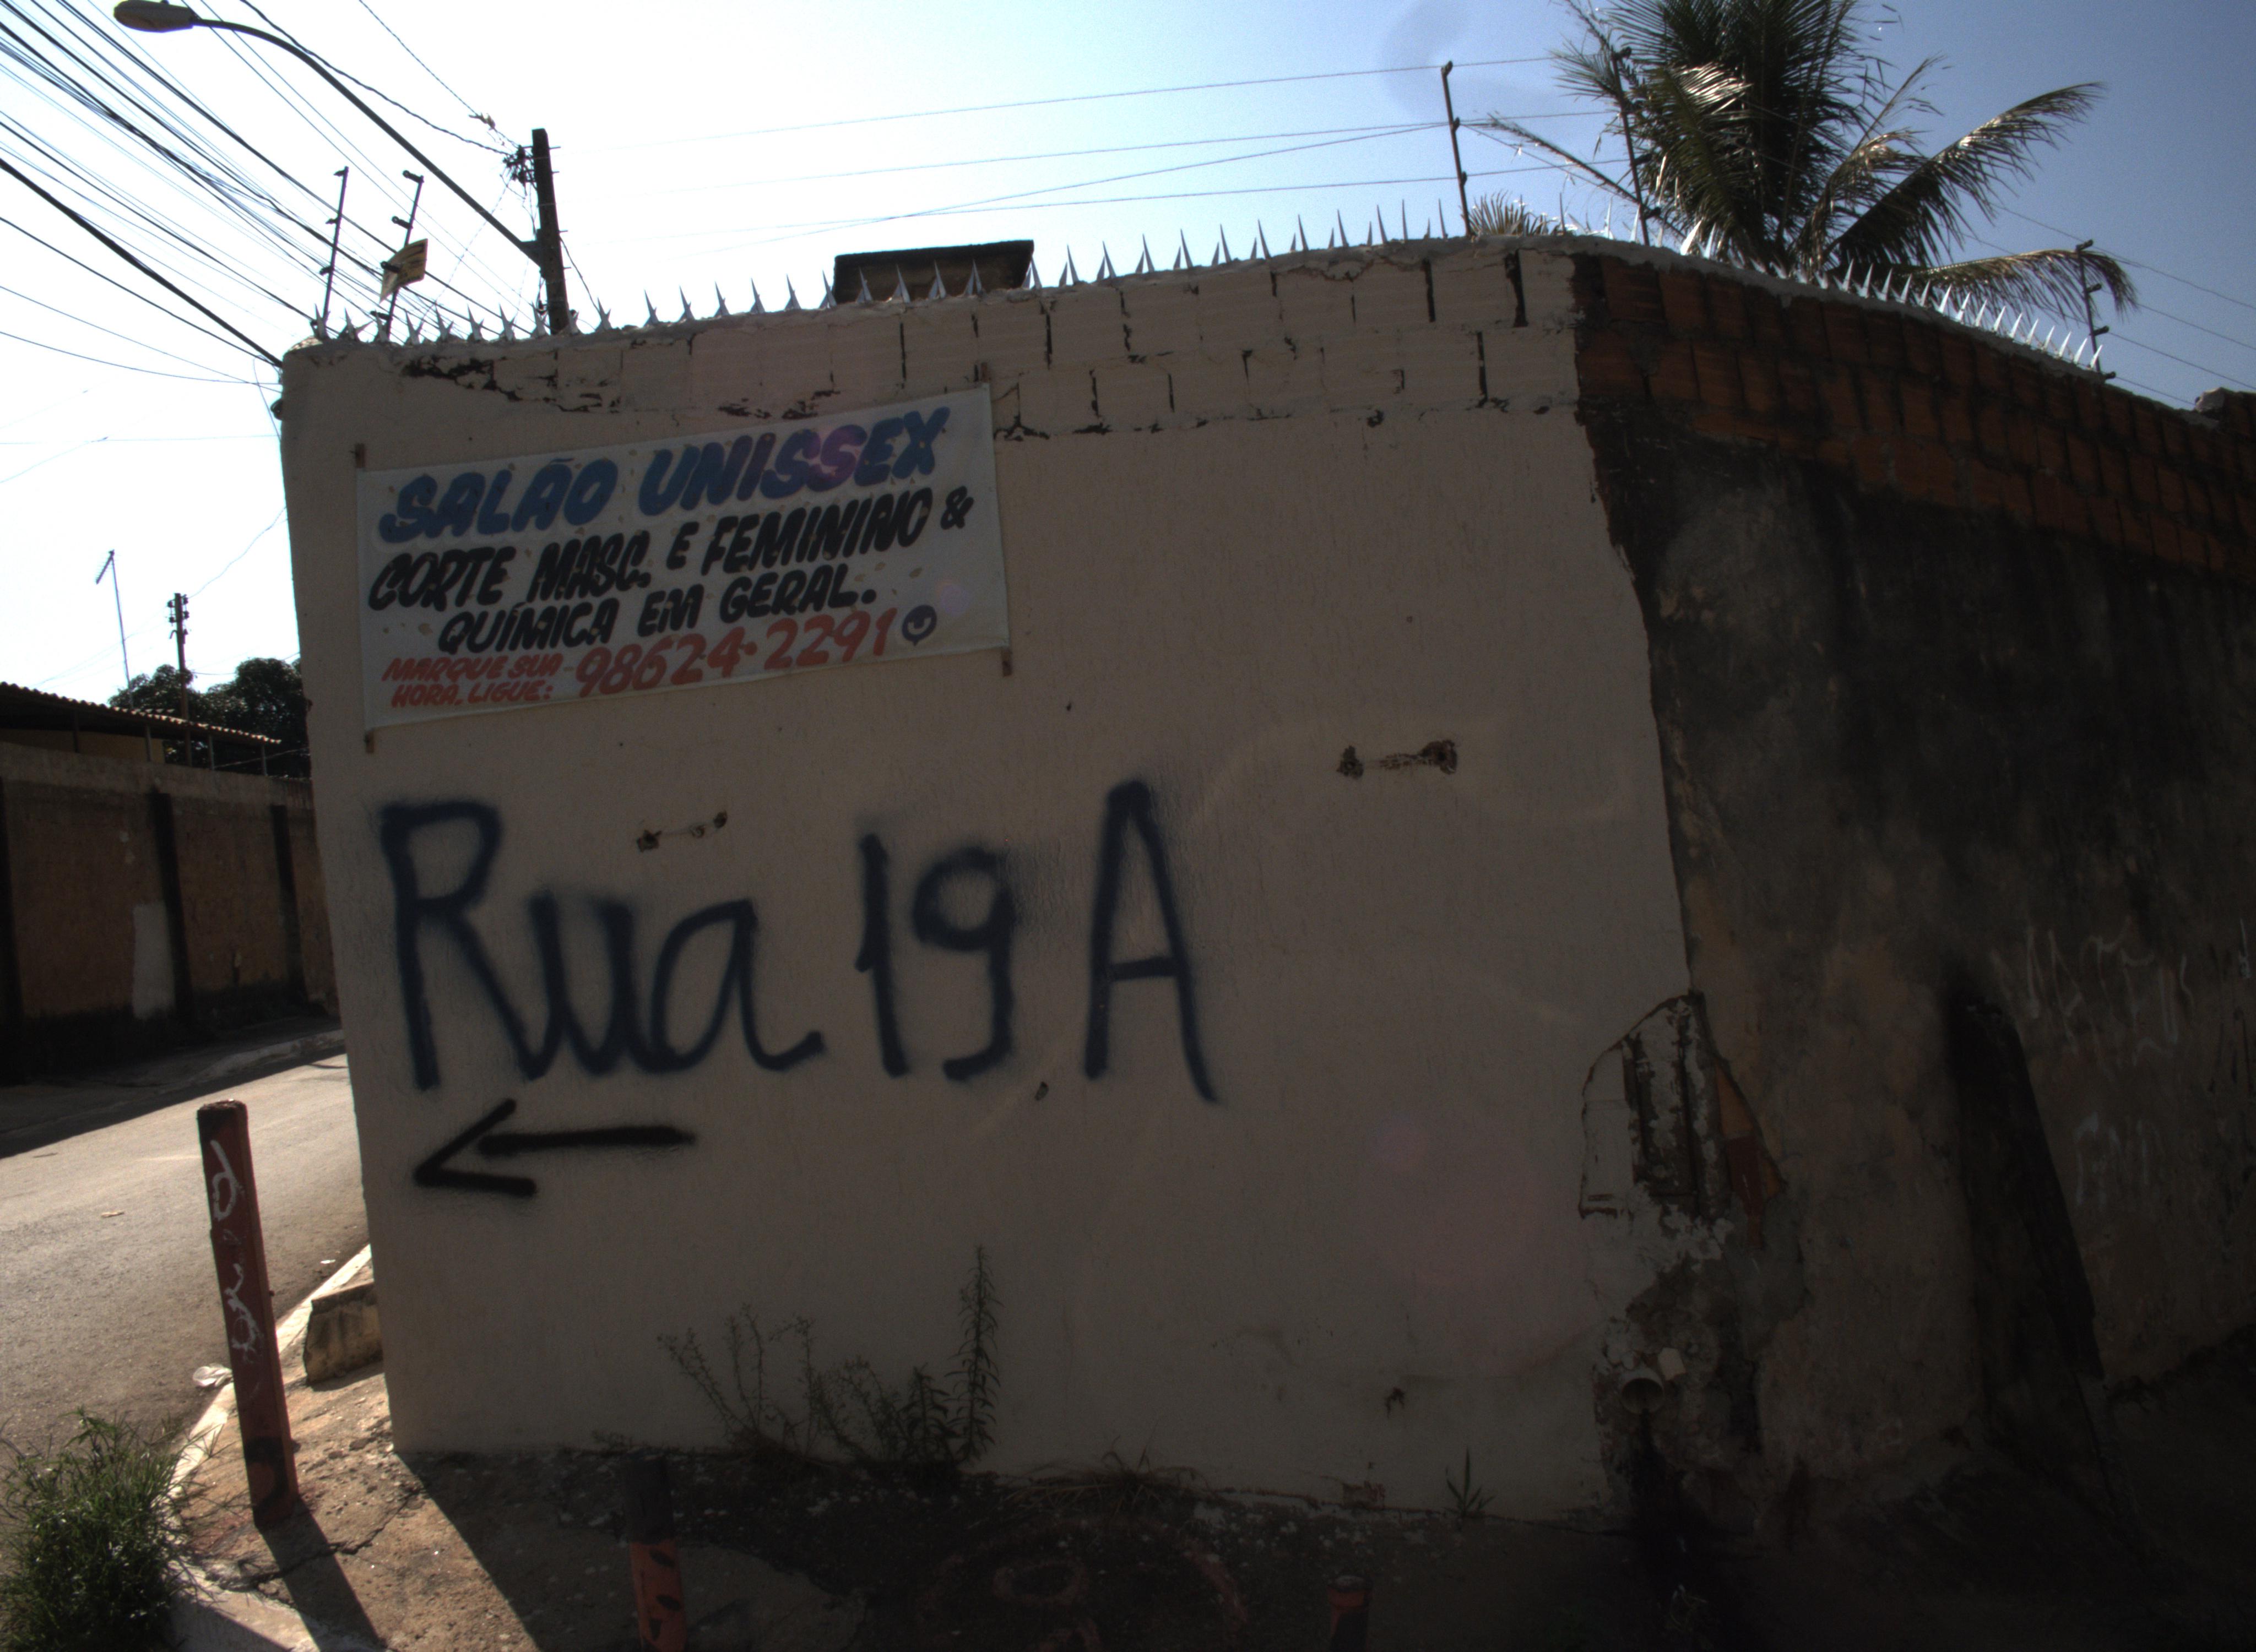 SALÃO UNISSEX
CORTE MASC. E FEMININO &
QUÍMICA EM GERAL.
MARQUE SUA
HORA. LIGUE: 98624-2291
Rua 19 A